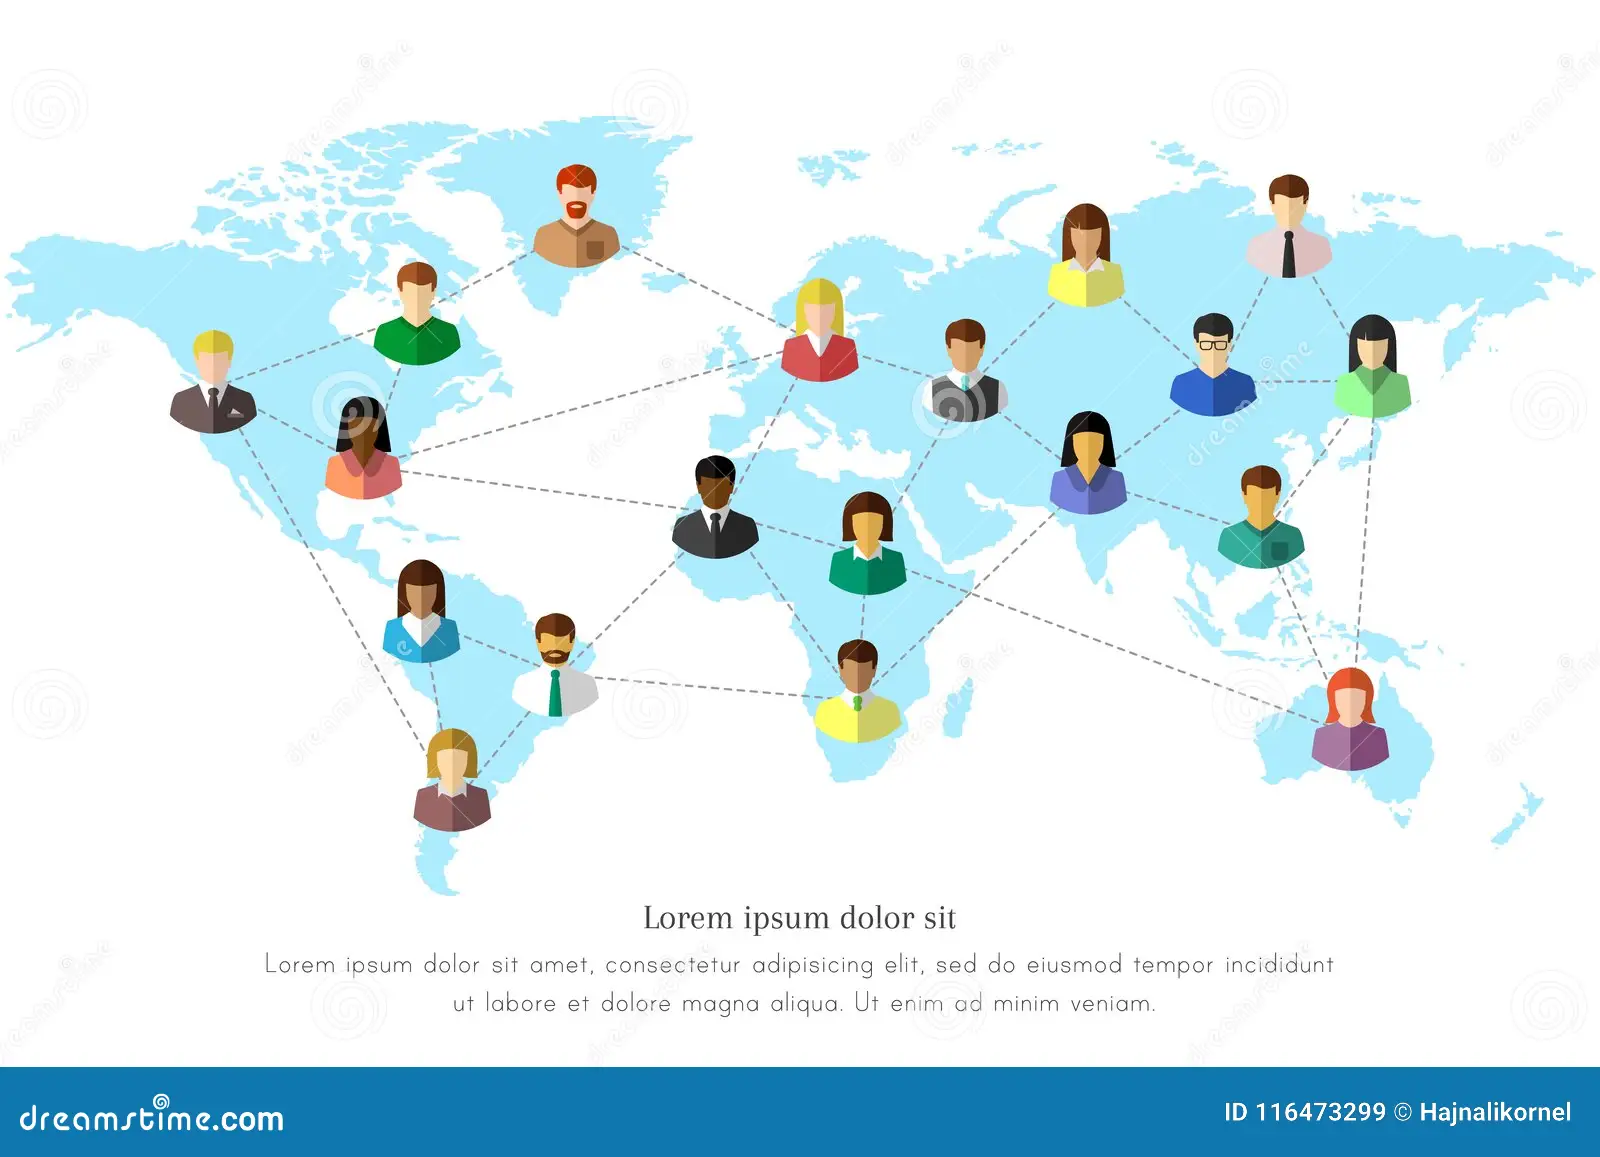 Lorem ipsum dolor sit
Lorem ipsum dolor sit amet, consectetur adipisicing elit, sed do eiusmod tempor incididunt
ut labore et dolore magna aliqua. Ut enim ad minim veniam.
dreamstime.com
ID 116473299 © Hajnalikornel